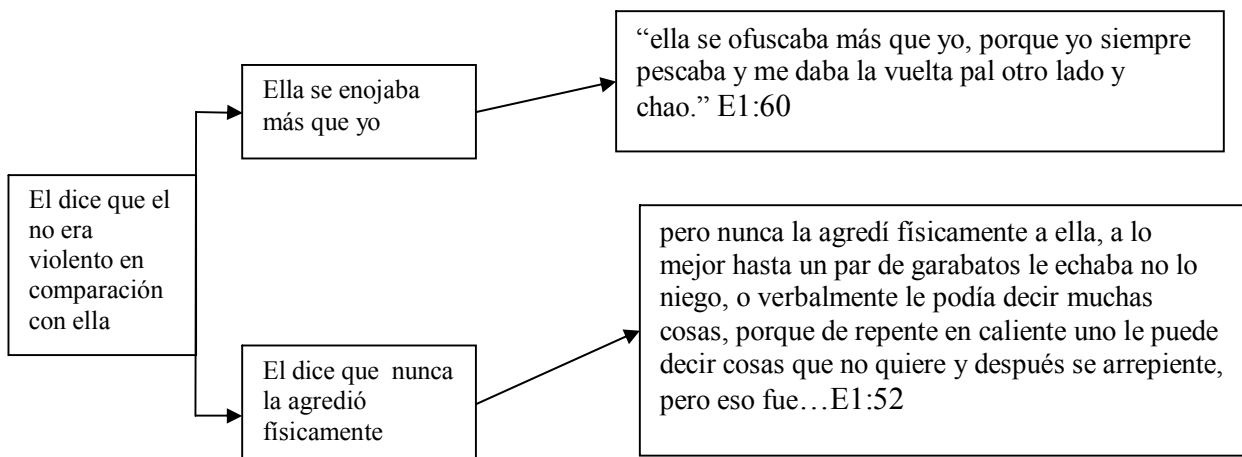 El dice que el
no era
violento en
comparación
con ella
Ella se enojaba
más que yo
“ella se ofuscaba más que yo, porque yo siempre
pescaba y me daba la vuelta pal otro lado y
chao.” E1:60
El dice que  nunca
la agredió
físicamente
pero nunca la agredí físicamente a ella, a lo
mejor hasta un par de garabatos le echaba no lo
niego, o verbalmente le podía decir muchas
cosas, porque de repente en caliente uno le puede
decir cosas que no quiere y después se arrepiente,
pero eso fue…E1:52